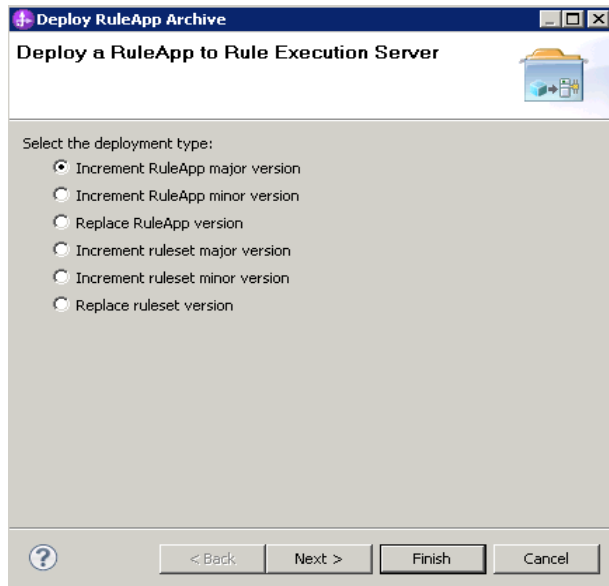 Deploy RuleApp Archive
Deploy a RuleApp to Rule Execution Server
Select the deployment type:
Increment RuleApp major version
Increment RuleApp minor version
Replace RuleApp version
Increment ruleset major version
Increment ruleset minor version
Replace ruleset version
? < Back Next > Finish Cancel